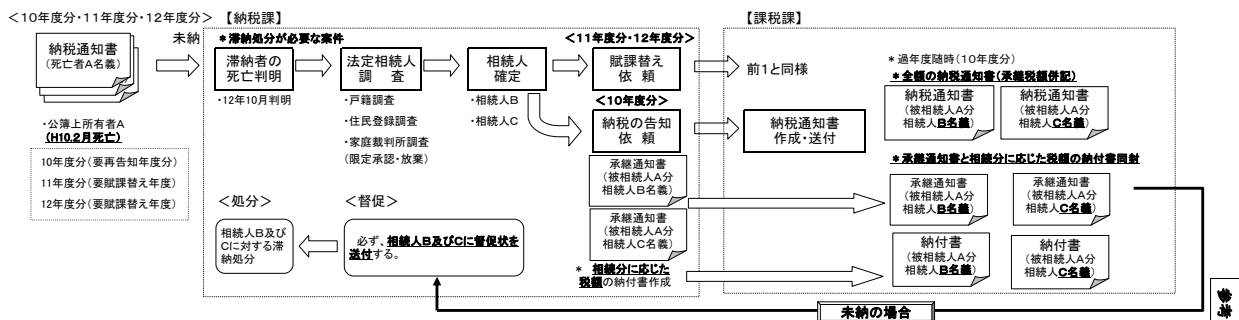 ＜10年度分・11年度分・12年度分＞
納税通知書
(死亡者A名義)
・公簿上所有者A
(H10.2月死亡)
10年度分（要再告知年度分）
11年度分（要賦課替え年度）
12年度分（要賦課替え年度）
未納
【納税課】
＊滞納処分が必要な案件
滞納者の
死亡判明
・12年10月判明
法定相続人
調　査
・戸籍調査
・住民登録調査
・家庭裁判所調査
(限定承認・放棄)
相続人
確定
・相続人B
・相続人C
＜11年度分・12年度分＞
賦課替え
依　頼
＜10年度分＞
納税の告知
依　頼
承継通知書
(被相続人A分
相続人B名義)
承継通知書
(被相続人A分
相続人C名義)
＊　相続分に応じた
税額の納付書作成
＜処分＞
相続人B及び
Cに対する滞
納処分
＜督促＞
必ず、相続人B及びCに督促状を
送付する。
【課税課】
前1と同様
納税通知書
作成・送付
＊過年度随時（10年度分）
＊全額の納税通知書（承継税額併記）
納税通知書
(被相続人A分
相続人B名義)
納税通知書
(被相続人A分
相続人C名義)
＊承継通知書と相続分に応じた税額の納付書同封
承継通知書
(被相続人A分
相続人B名義)
承継通知書
(被相続人A分
相続人C名義)
納付書
(被相続人A分
相続人B名義)
納付書
(被相続人A分
相続人C名義)
未納の場合
参考